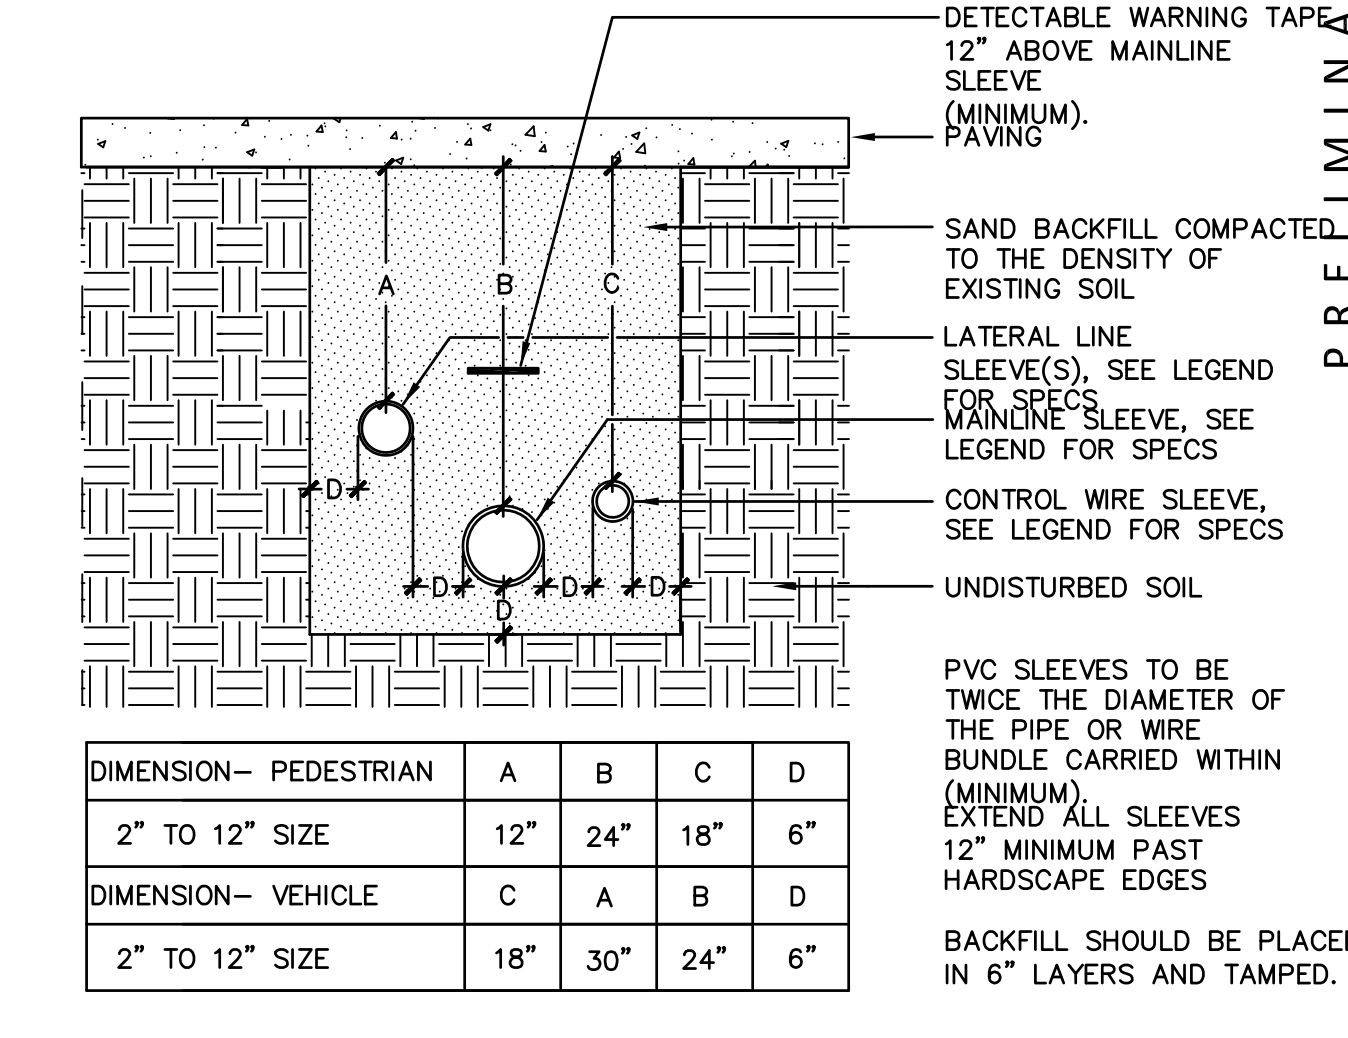 DETECTABLE WARNING TAPE
12” ABOVE MAINLINE
SLEEVE
(MINIMUM).
PAVING
SAND BACKFILL COMPACTED
TO THE DENSITY OF
EXISTING SOIL
LATERAL LINE
SLEEVE(S), SEE LEGEND
FOR SPECS
MAINLINE SLEEVE, SEE
LEGEND FOR SPECS
CONTROL WIRE SLEEVE,
SEE LEGEND FOR SPECS
UNDISTURBED SOIL
PVC SLEEVES TO BE
TWICE THE DIAMETER OF
THE PIPE OR WIRE
BUNDLE CARRIED WITHIN
(MINIMUM).
EXTEND ALL SLEEVES
12” MINIMUM PAST
HARDSCAPE EDGES
BACKFILL SHOULD BE PLACE
IN 6” LAYERS AND TAMPED.
A B C
D
D D D
D
DIMENSION– PEDESTRIAN A B C D
2” TO 12” SIZE 12” 24” 18” 6”
DIMENSION– VEHICLE C A B D
2” TO 12” SIZE 18” 30” 24” 6”